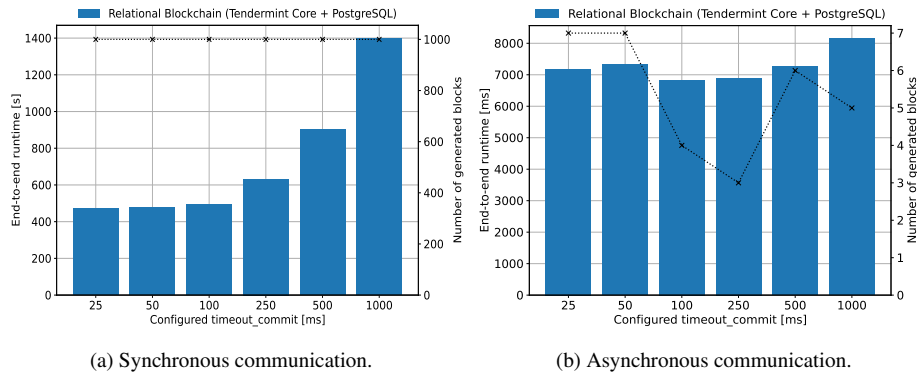 Relational Blockchain (Tendermint Core + PostgreSQL)
1400
1200
1000
800
600
400
200
0
End-to-end runtime [s]
1000
800
600
400
200
0
Number of generated blocks
25 50 100 250 500 1000
Configured timeout_commit [ms]
(a) Synchronous communication.
Relational Blockchain (Tendermint Core + PostgreSQL)
8000
7000
6000
5000
4000
3000
2000
1000
0
End-to-end runtime [ms]
7
6
5
4
3
2
1
0
Number of generated blocks
25 50 100 250 500 1000
Configured timeout_commit [ms]
(b) Asynchronous communication.